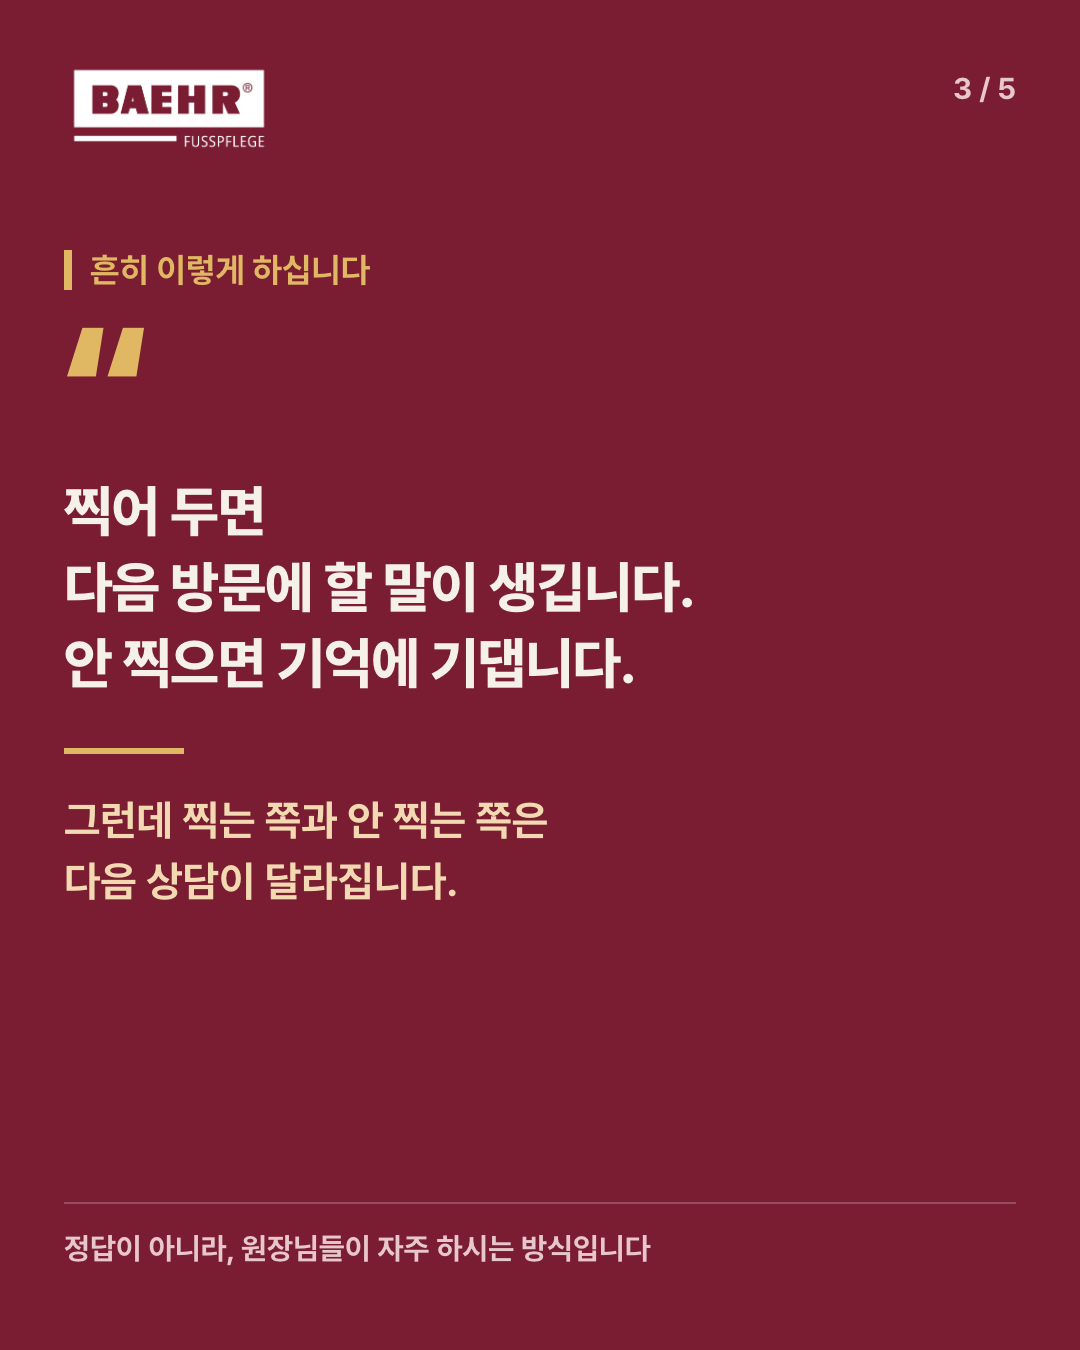 BAEHR®
FUSSPFLEGE
3 / 5
흔히 이렇게 하십니다
“
찍어 두면
다음 방문에 할 말이 생깁니다.
안 찍으면 기억에 기댑니다.
그런데 찍는 쪽과 안 찍는 쪽은
다음 상담이 달라집니다.
정답이 아니라, 원장님들이 자주 하시는 방식입니다